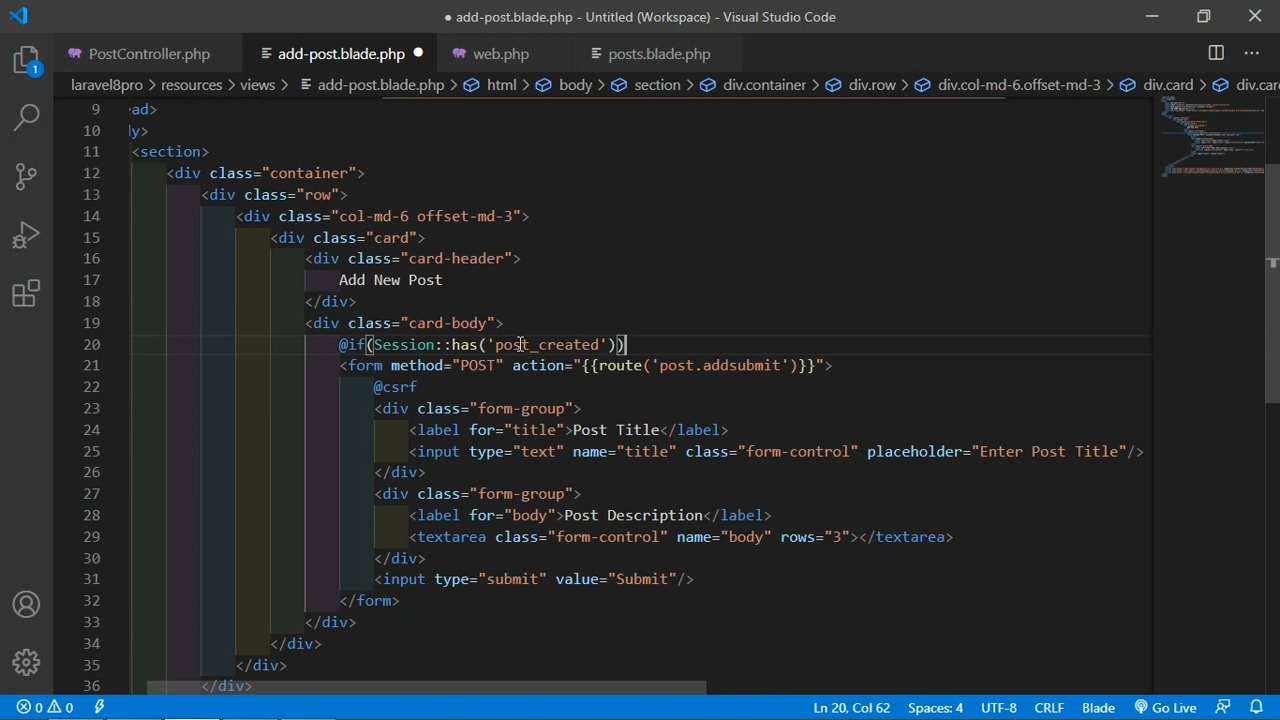 add-post.blade.php - Untitled (Workspace) - Visual Studio Code
PostController.php add-post.blade.php web.php posts.blade.php
laravel8pro > resources > views > add-post.blade.php > html > body > section > div.container > div.row > div.col-md-6.offset-md-3 > div.card > div.car
1
9 ead>
10 dy>
11 <section>
12 <div class="container">
13 <div class="row">
14 <div class="col-md-6 offset-md-3">
15 <div class="card">
16 <div class="card-header">
17 Add New Post
18 </div>
19 <div class="card-body">
20 @if(Session::has('post_created'))
21 <form method="POST" action="{{route('post.addsubmit')}}">
22 @csrf
23 <div class="form-group">
24 <label for="title">Post Title</label>
25 <input type="text" name="title" class="form-control" placeholder="Enter Post Title"/>
26 </div>
27 <div class="form-group">
28 <label for="body">Post Description</label>
29 <textarea class="form-control" name="body" rows="3"></textarea>
30 </div>
31 <input type="submit" value="Submit"/>
32 </form>
33 </div>
34 </div>
35 </div>
36 </div>
0 0 Ln 20, Col 62 Spaces: 4 UTF-8 CRLF Blade Go Live